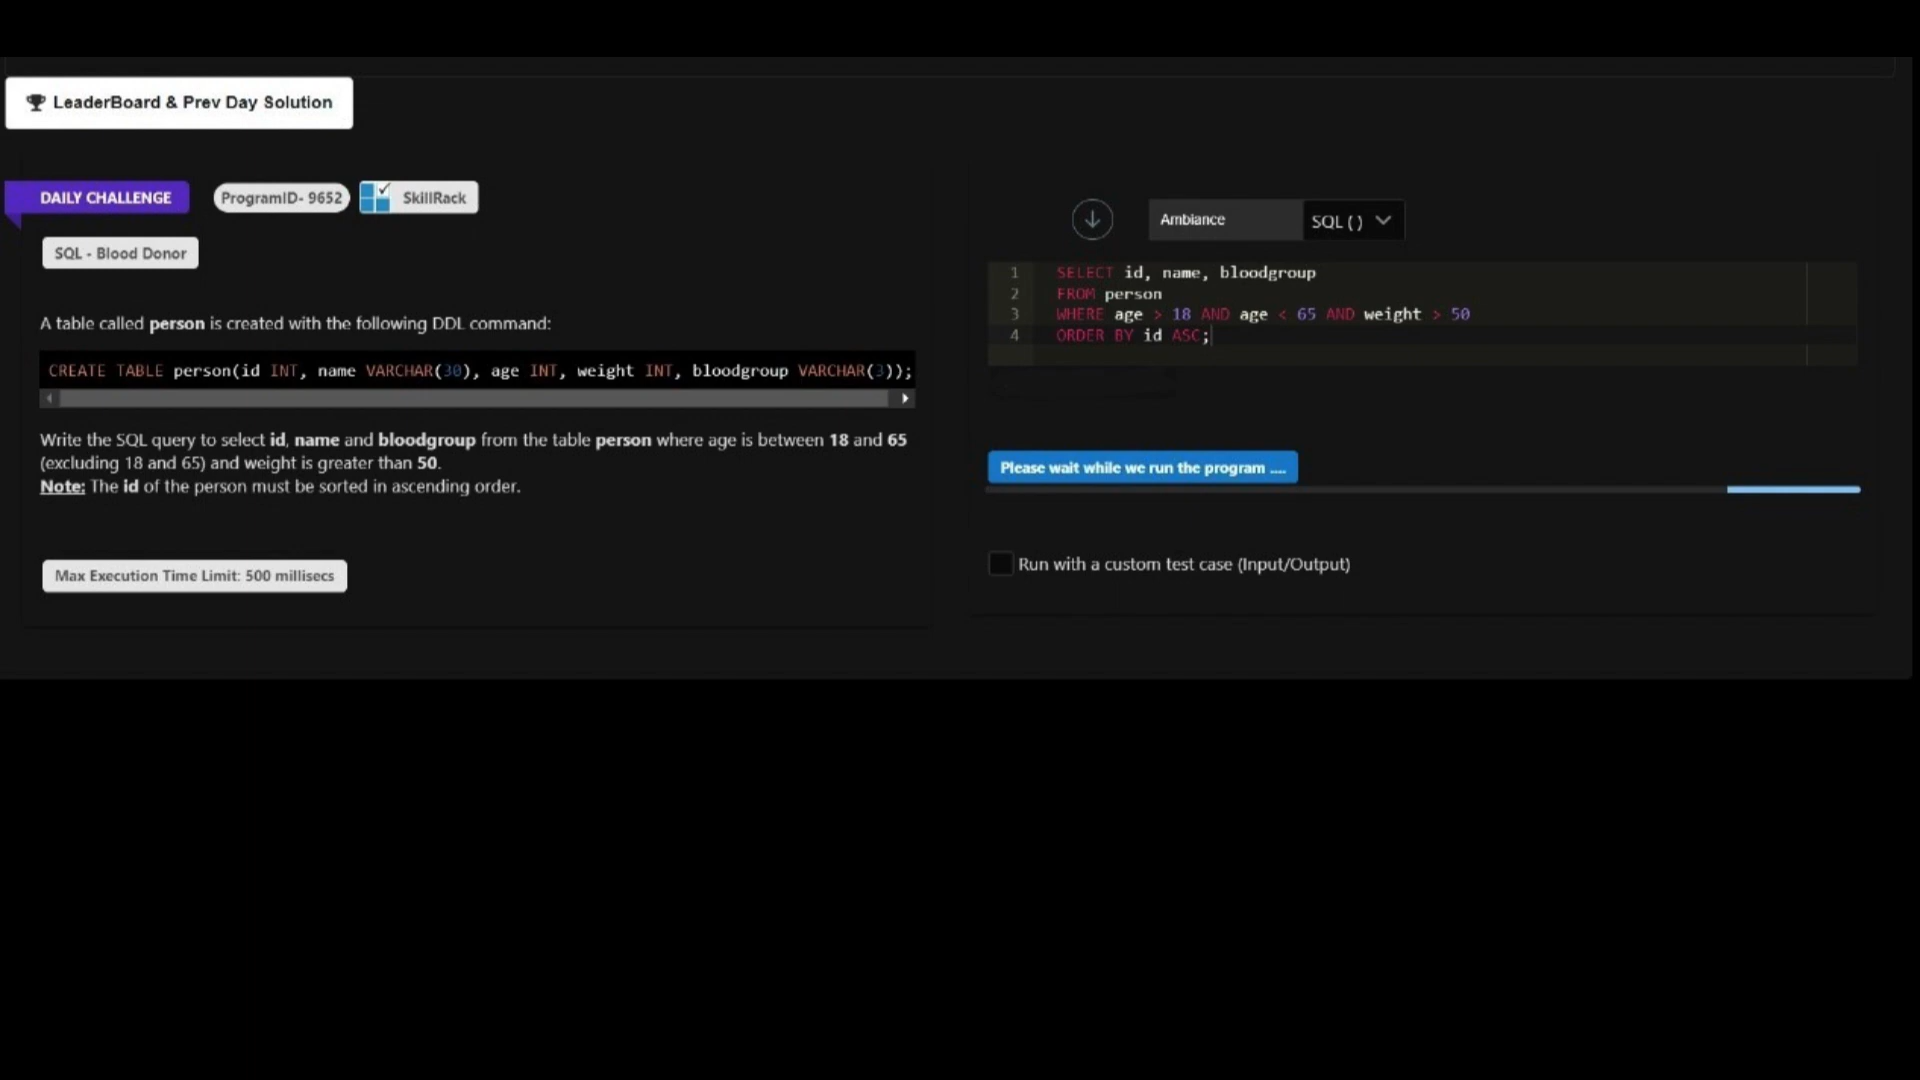 LeaderBoard & Prev Day Solution
DAILY CHALLENGE
ProgramID- 9652
SkillRack
SQL - Blood Donor
A table called person is created with the following DDL command:
CREATE TABLE person(id INT, name VARCHAR(30), age INT, weight INT, bloodgroup VARCHAR(3));
Write the SQL query to select id, name and bloodgroup from the table person where age is between 18 and 65
(excluding 18 and 65) and weight is greater than 50.
Note: The id of the person must be sorted in ascending order.
Max Execution Time Limit: 500 millisecs
Ambiance
SQL ( )
1 SELECT id, name, bloodgroup
2 FROM person
3 WHERE age > 18 AND age < 65 AND weight > 50
4 ORDER BY id ASC;
Please wait while we run the program ....
Run with a custom test case (Input/Output)